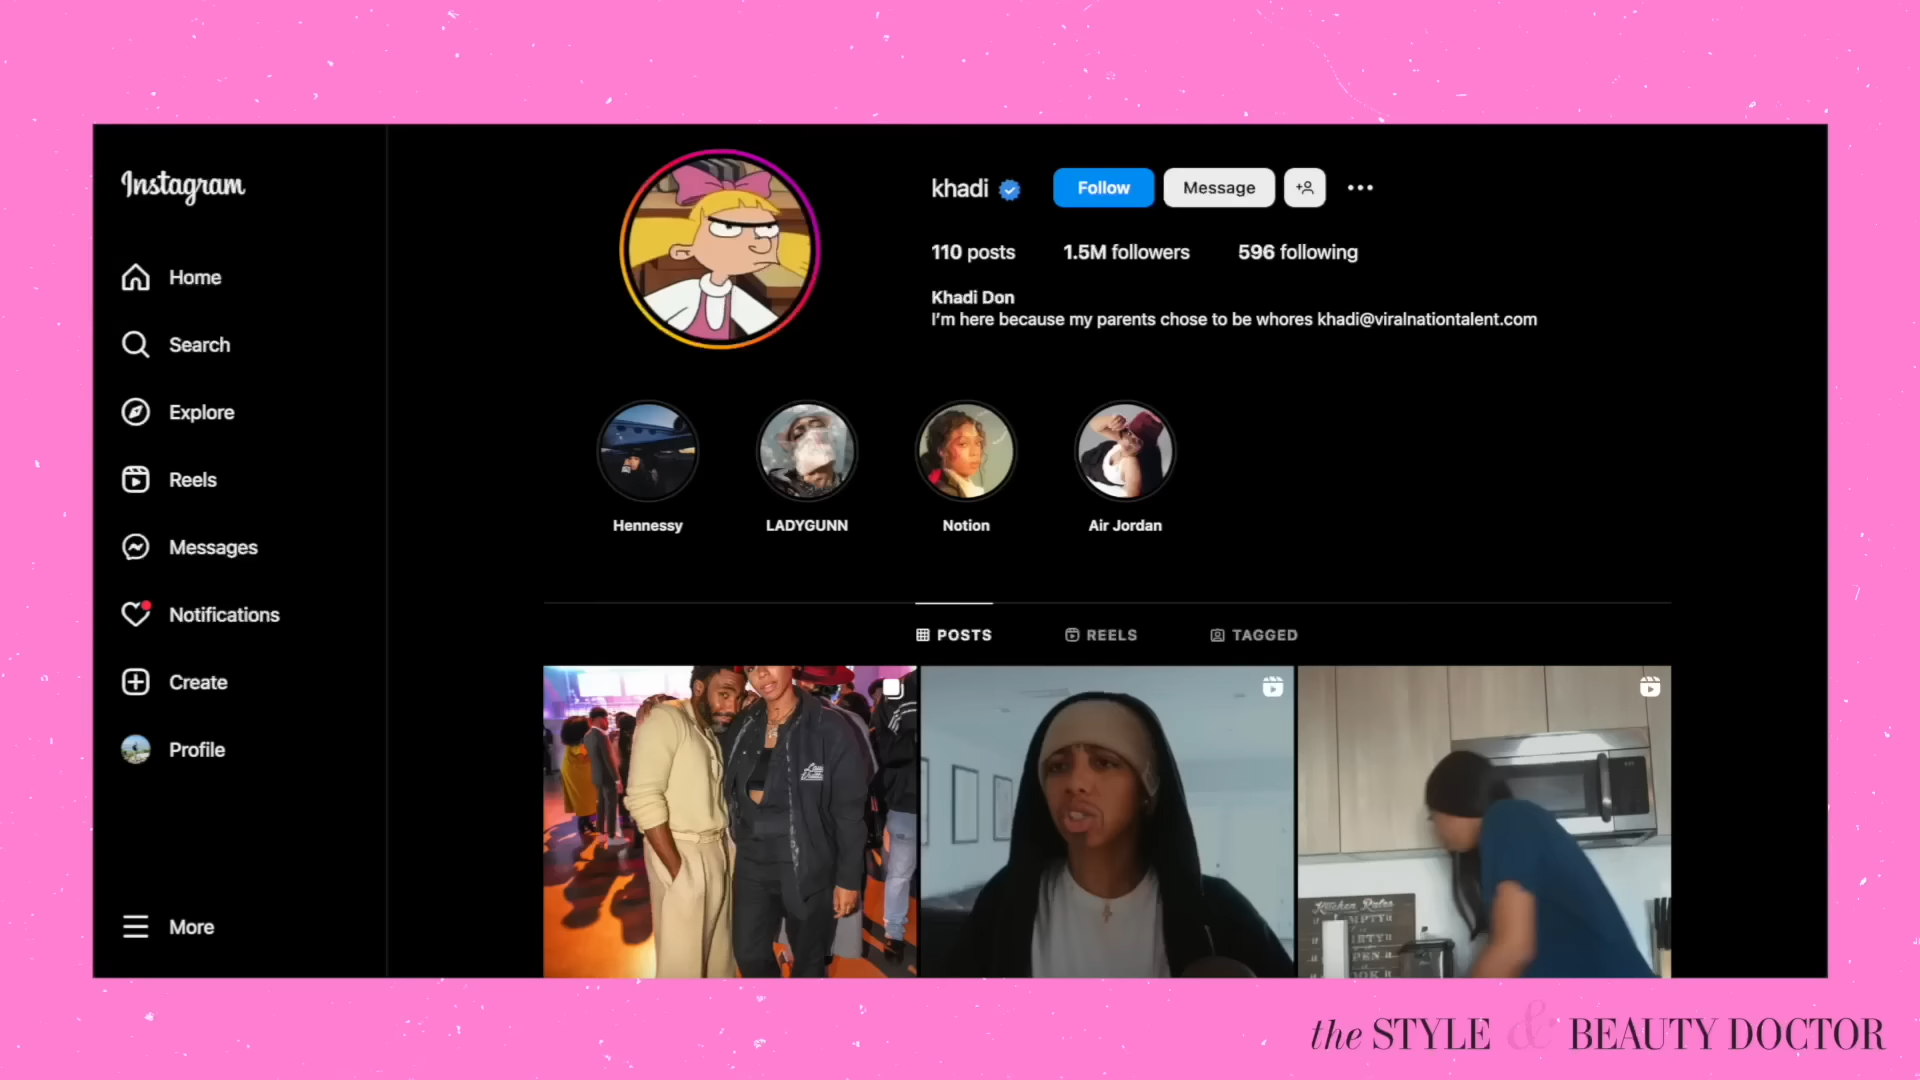 Instagram
Home
Search
Explore
Reels
Messages
Notifications
Create
Profile
More
khadi
Follow
Message
110 posts
1.5M followers
596 following
Khadi Don
I'm here because my parents chose to be whores khadi@viralnationtalent.com
Hennessy
LADYGUNN
Notion
Air Jordan
POSTS
REELS
TAGGED
Kitchen Rules
the STYLE & BEAUTY DOCTOR